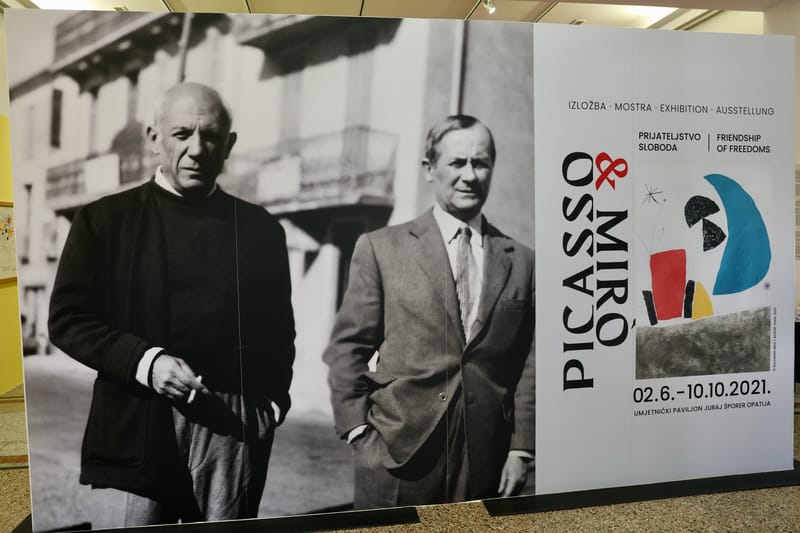 IZLOŽBA · MOSTRA · EXHIBITION · AUSSTELLUNG
PRIJATELJSTVO
SLOBODA
FRIENDSHIP
OF FREEDOMS
PICASSO
& MIRÓ
02.6.–10.10.2021.
UMJETNIČKI PAVILJON JURAJ ŠPORER OPATIJA